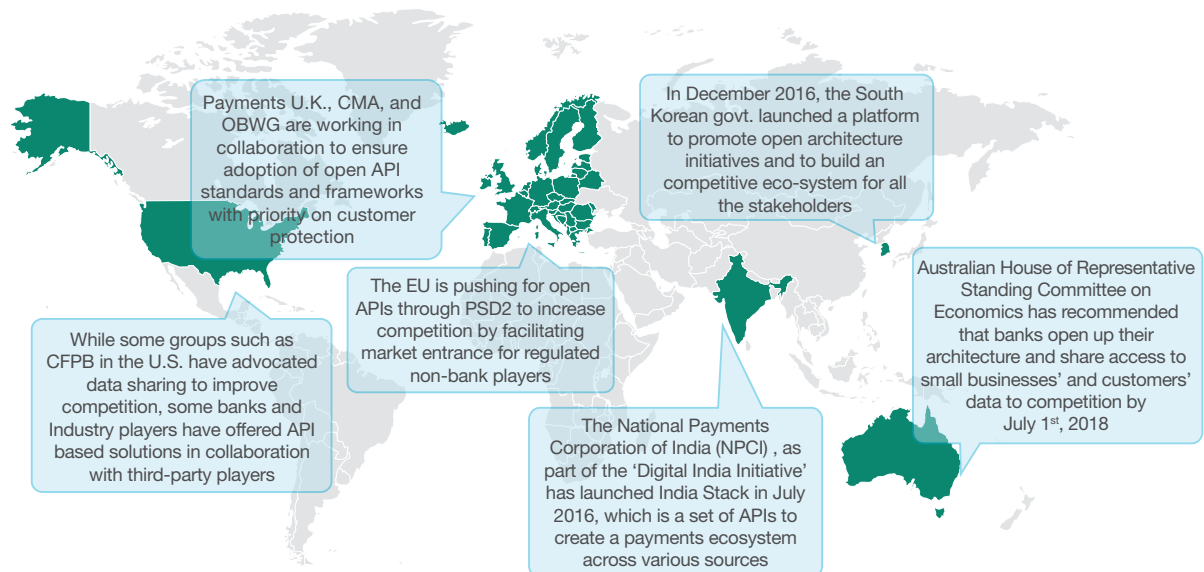 Payments U.K., CMA, and
OBWG are working in
collaboration to ensure
adoption of open API
standards and frameworks
with priority on customer
protection
In December 2016, the South
Korean govt. launched a platform
to promote open architecture
initiatives and to build an
competitive eco-system for all
the stakeholders
While some groups such as
CFPB in the U.S. have advocated
data sharing to improve
competition, some banks and
Industry players have offered API
based solutions in collaboration
with third-party players
The EU is pushing for open
APIs through PSD2 to increase
competition by facilitating
market entrance for regulated
non-bank players
The National Payments
Corporation of India (NPCI) , as
part of the ‘Digital India Initiative’
has launched India Stack in July
2016, which is a set of APIs to
create a payments ecosystem
across various sources
Australian House of Representative
Standing Committee on
Economics has recommended
that banks open up their
architecture and share access to
small businesses’ and customers’
data to competition by
July 1st, 2018